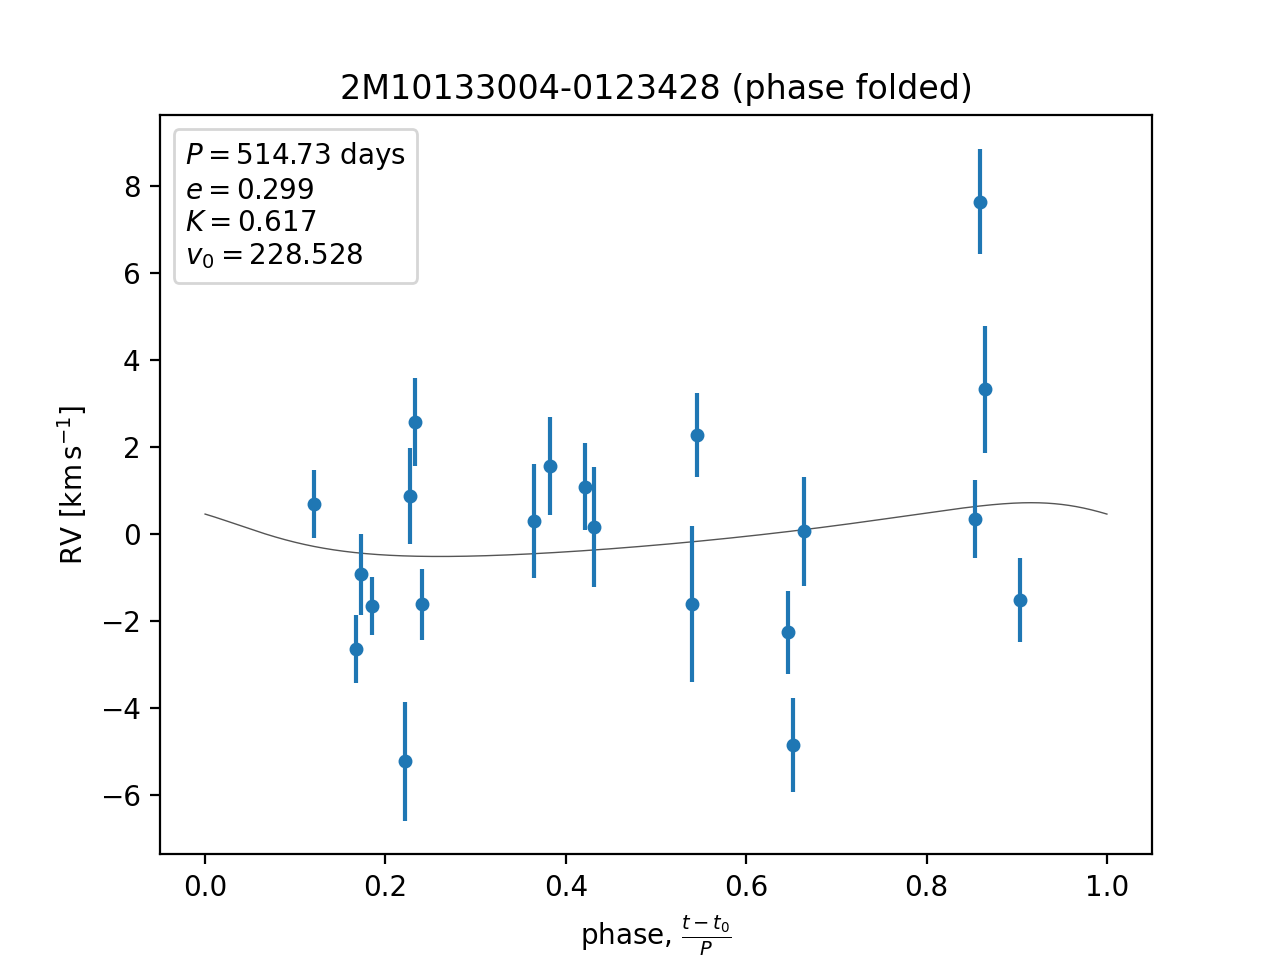 2M10133004-0123428 (phase folded)
P = 514.73 days
e = 0.299
K = 0.617
v₀ = 228.528
RV [km s⁻¹]
8
6
4
2
0
−2
−4
−6
0.0 0.2 0.4 0.6 0.8 1.0
phase, (t − t₀)/P